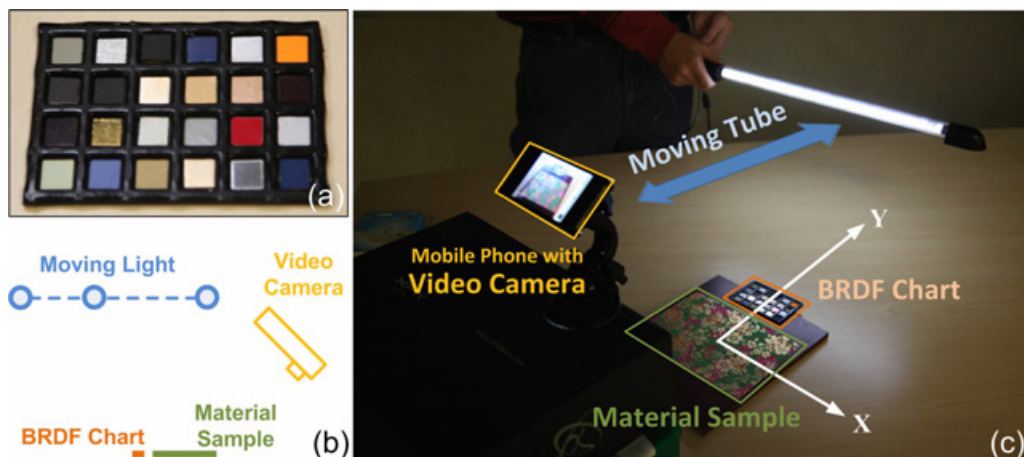 (a)
Moving Light
Video
Camera
BRDF Chart
Material
Sample
(b)
Moving Tube
Mobile Phone with
Video Camera
Y
BRDF Chart
Material Sample
X
(c)